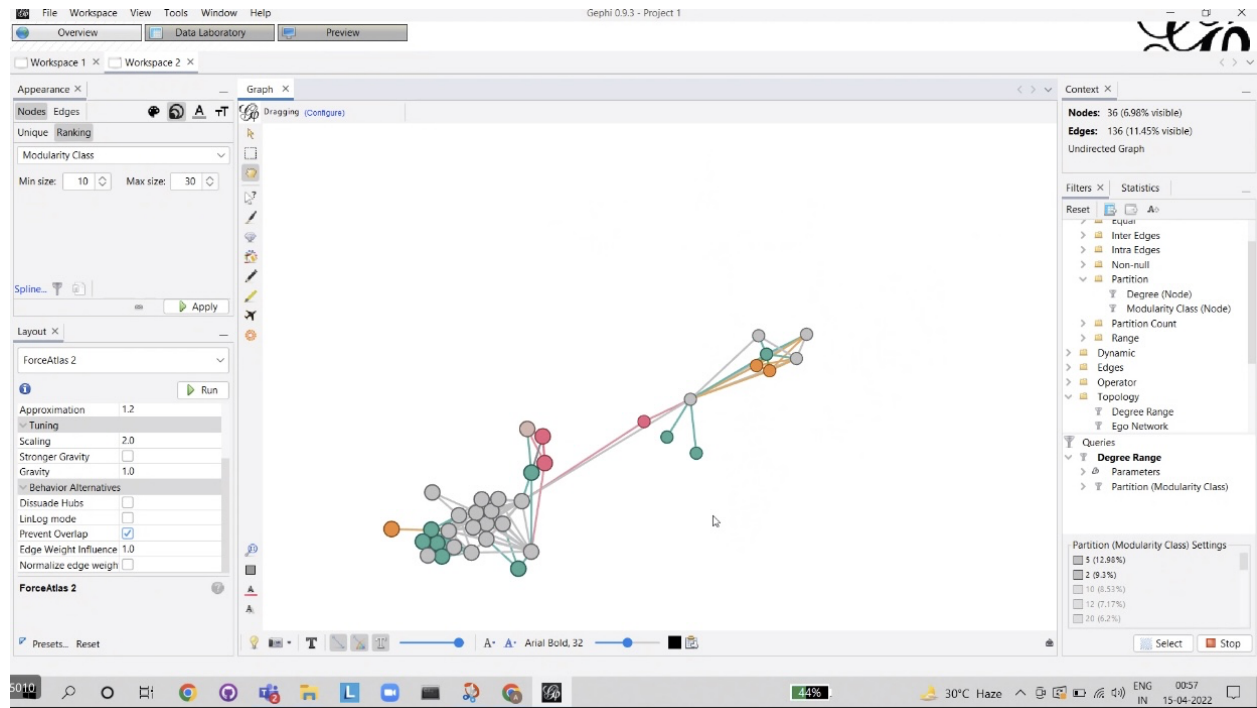 File Workspace View Tools Window Help
Gephi 0.9.3 - Project 1
Overview
Data Laboratory
Preview
Workspace 1 ×
Workspace 2 ×
Appearance ×
Nodes Edges
Unique Ranking
Modularity Class
Min size: 10
Max size: 30
Spline...
Apply
Layout ×
ForceAtlas 2
Run
Approximation 1.2
Tuning
Scaling 2.0
Stronger Gravity
Gravity 1.0
Behavior Alternatives
Dissuade Hubs
LinLog mode
Prevent Overlap
Edge Weight Influence 1.0
Normalize edge weigh
ForceAtlas 2
Presets... Reset
Graph ×
Dragging (Configure)
Arial Bold, 32
Context ×
Nodes: 36 (6.98% visible)
Edges: 136 (11.45% visible)
Undirected Graph
Filters ×
Statistics
Reset
Equal
Inter Edges
Intra Edges
Non-null
Partition
Degree (Node)
Modularity Class (Node)
Partition Count
Range
Dynamic
Edges
Operator
Topology
Degree Range
Ego Network
Queries
Degree Range
Parameters
Partition (Modularity Class)
Partition (Modularity Class) Settings
5 (12.98%)
2 (9.3%)
10 (8.53%)
12 (7.17%)
20 (6.2%)
Select
Stop
5010
44%
30°C Haze
ENG
IN
00:57
15-04-2022